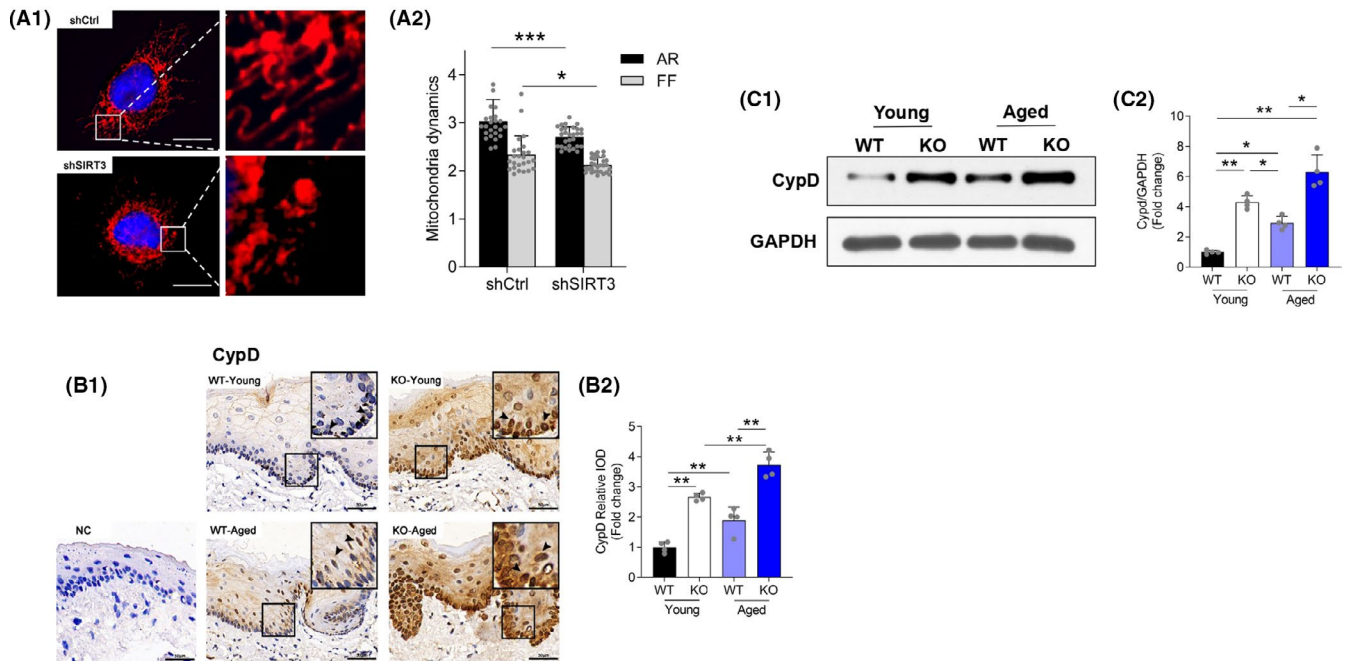 (A1)
shCtrl
shSIRT3
(A2)
***
*
AR
FF
Mitochondria dynamics
4
3
2
1
0
shCtrl shSIRT3
(C1)
Young Aged
WT KO WT KO
CypD
GAPDH
(C2)
**
*
*
**
*
Cypd/GAPDH
(Fold change)
10
8
6
4
2
0
WT KO WT KO
Young Aged
(B1)
CypD
WT-Young
KO-Young
NC
WT-Aged
KO-Aged
(B2)
**
**
**
**
CypD Relative IOD
(Fold change)
5
4
3
2
1
0
WT KO WT KO
Young Aged